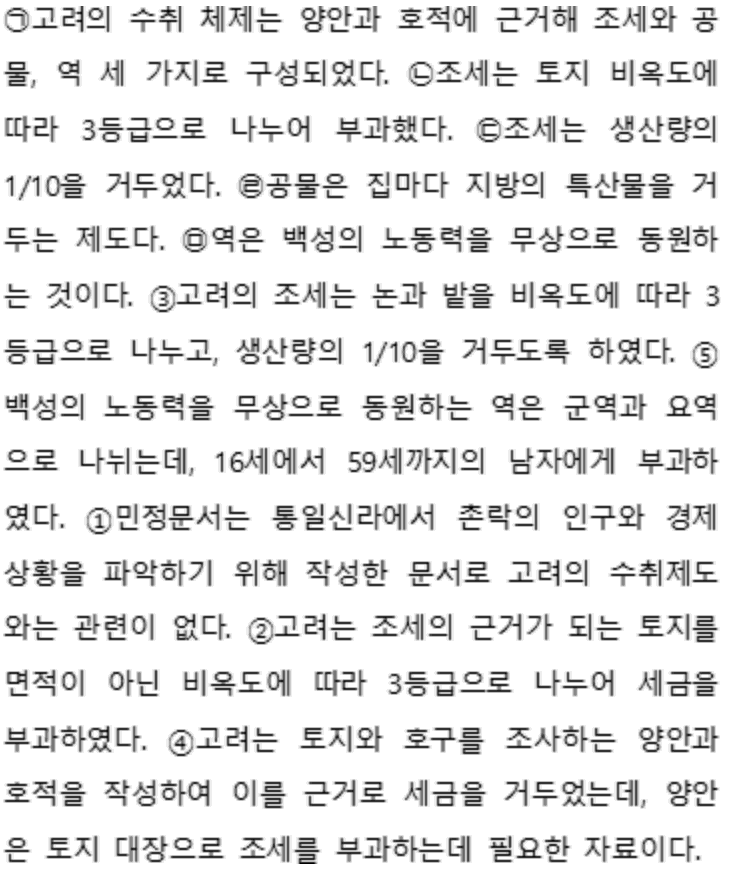 ㉠고려의 수취 체제는 양안과 호적에 근거해 조세와 공
물, 역 세 가지로 구성되었다. ㉡조세는 토지 비옥도에
따라 3등급으로 나누어 부과했다. ㉢조세는 생산량의
1/10을 거두었다. ㉣공물은 집마다 지방의 특산물을 거
두는 제도다. ㉤역은 백성의 노동력을 무상으로 동원하
는 것이다. ③고려의 조세는 논과 밭을 비옥도에 따라 3
등급으로 나누고, 생산량의 1/10을 거두도록 하였다. ⑤
백성의 노동력을 무상으로 동원하는 역은 군역과 요역
으로 나뉘는데, 16세에서 59세까지의 남자에게 부과하
였다. ①민정문서는 통일신라에서 촌락의 인구와 경제
상황을 파악하기 위해 작성한 문서로 고려의 수취제도
와는 관련이 없다. ②고려는 조세의 근거가 되는 토지를
면적이 아닌 비옥도에 따라 3등급으로 나누어 세금을
부과하였다. ④고려는 토지와 호구를 조사하는 양안과
호적을 작성하여 이를 근거로 세금을 거두었는데, 양안
은 토지 대장으로 조세를 부과하는데 필요한 자료이다.